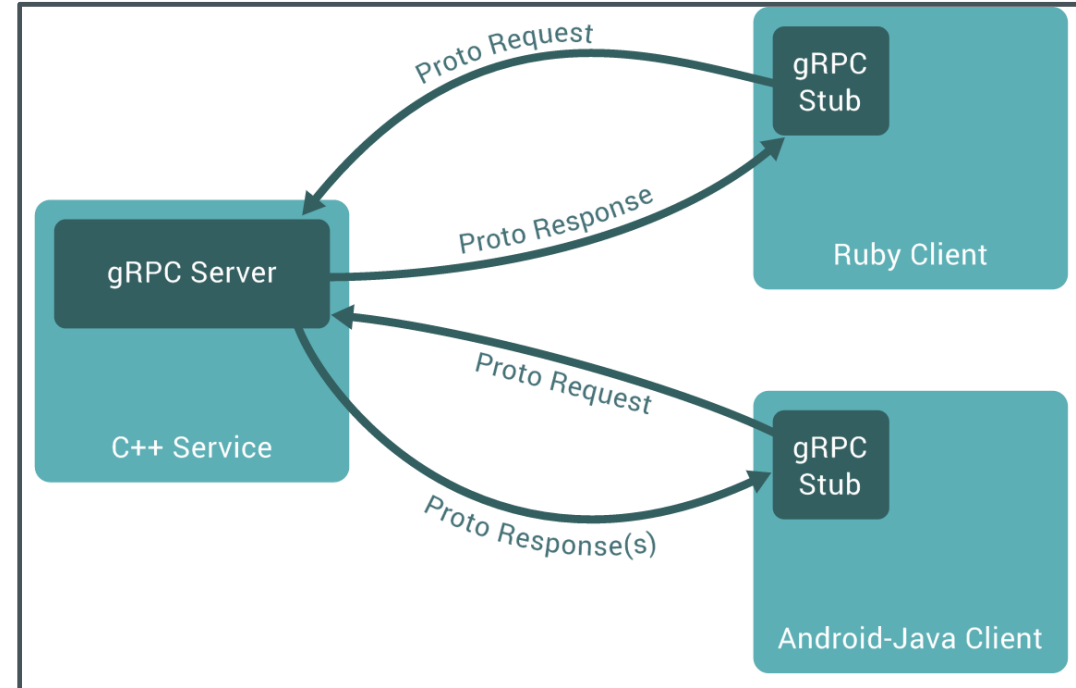 Proto Request
gRPC
Stub
Proto Response
Ruby Client
gRPC Server
C++ Service
Proto Request
gRPC
Stub
Proto Response(s)
Android-Java Client